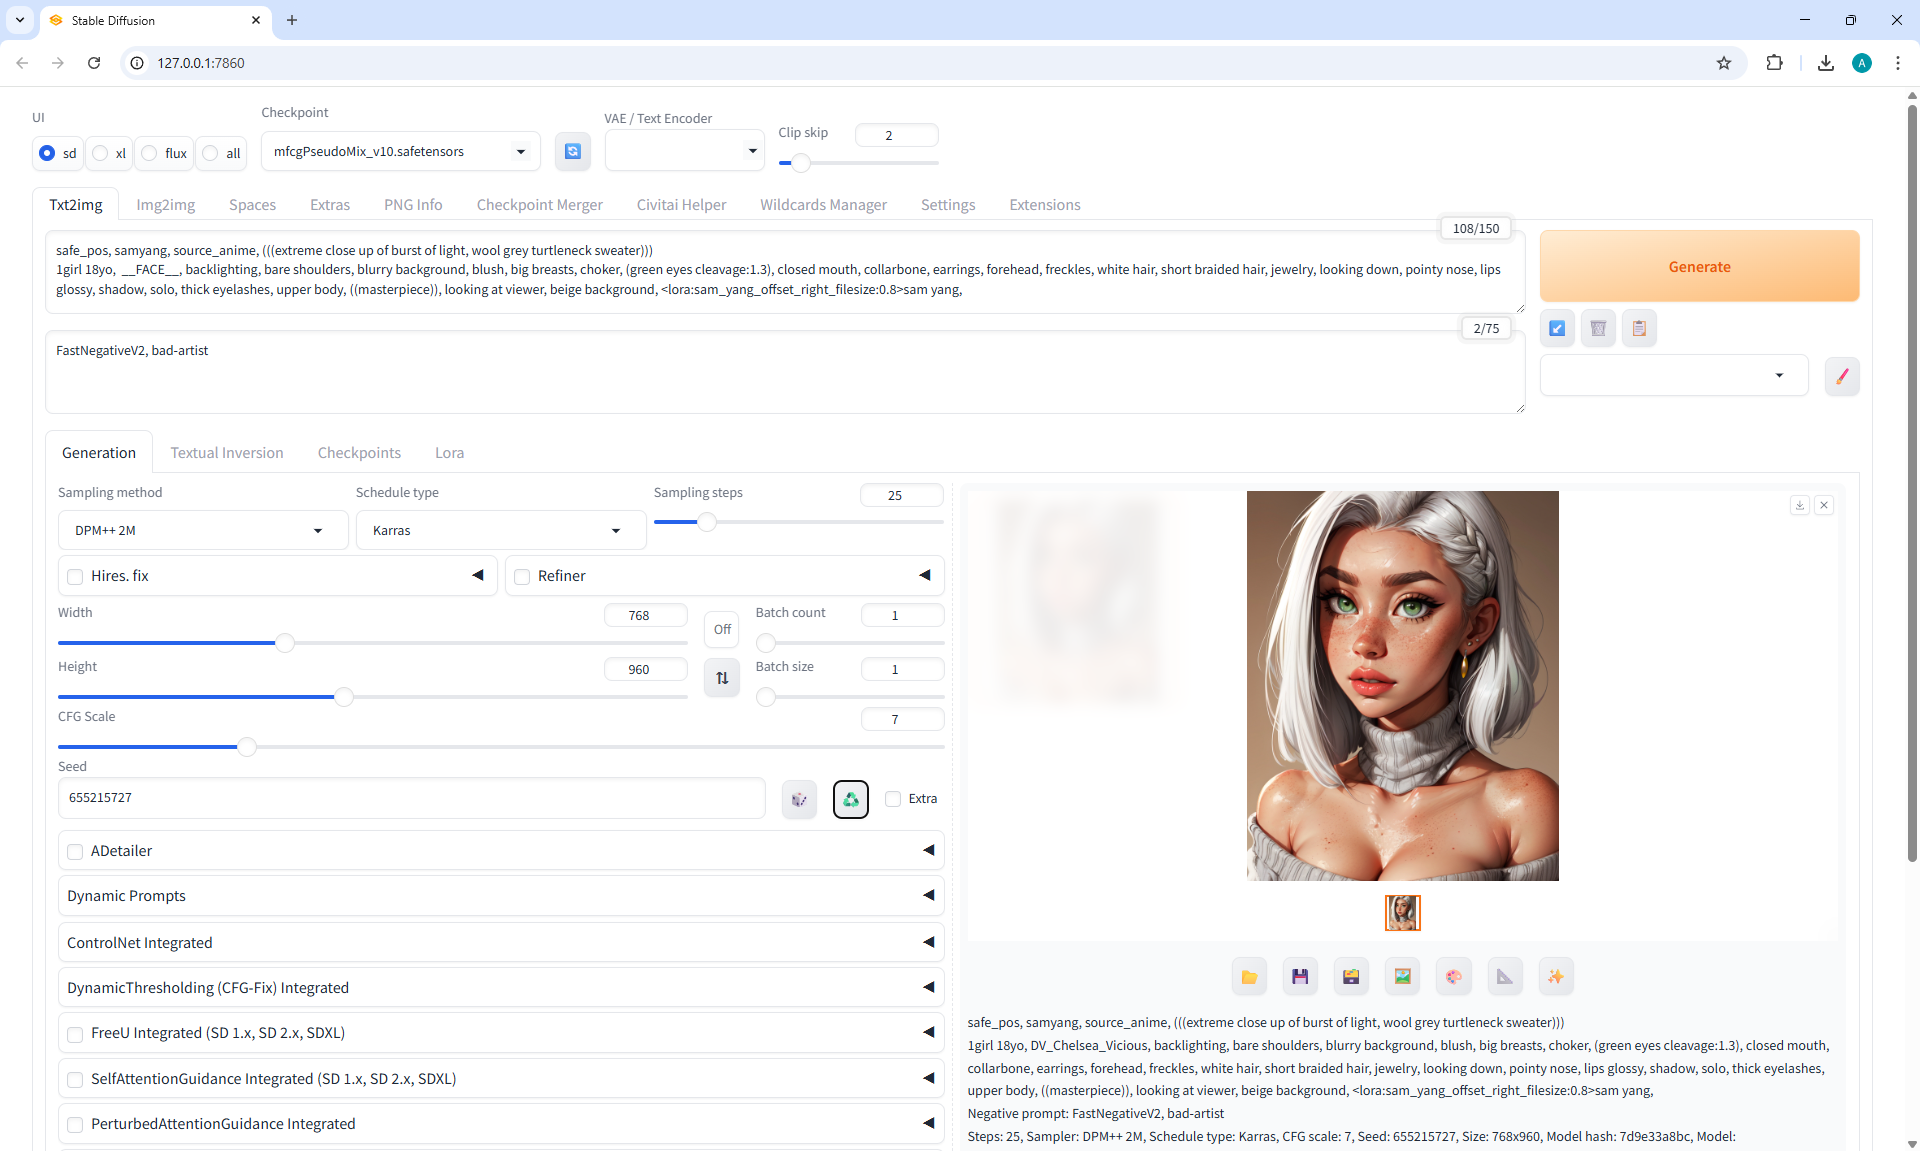 Stable Diffusion
127.0.0.1:7860
A
UI
sd
xl
flux
all
Checkpoint
mfcgPseudoMix_v10.safetensors
VAE / Text Encoder
Clip skip
2
Txt2img
Img2img
Spaces
Extras
PNG Info
Checkpoint Merger
Civitai Helper
Wildcards Manager
Settings
Extensions
108/150
safe_pos, samyang, source_anime, (((extreme close up of burst of light, wool grey turtleneck sweater)))
1girl 18yo, __FACE__, backlighting, bare shoulders, blurry background, blush, big breasts, choker, (green eyes cleavage:1.3), closed mouth, collarbone, earrings, forehead, freckles, white hair, short braided hair, jewelry, looking down, pointy nose, lips
glossy, shadow, solo, thick eyelashes, upper body, ((masterpiece)), looking at viewer, beige background, <lora:sam_yang_offset_right_filesize:0.8>sam yang,
Generate
2/75
FastNegativeV2, bad-artist
Generation
Textual Inversion
Checkpoints
Lora
Sampling method
DPM++ 2M
Schedule type
Karras
Sampling steps
25
Hires. fix
Refiner
Width
768
Height
960
Off
Batch count
1
Batch size
1
CFG Scale
7
Seed
655215727
Extra
ADetailer
Dynamic Prompts
ControlNet Integrated
DynamicThresholding (CFG-Fix) Integrated
FreeU Integrated (SD 1.x, SD 2.x, SDXL)
SelfAttentionGuidance Integrated (SD 1.x, SD 2.x, SDXL)
PerturbedAttentionGuidance Integrated
safe_pos, samyang, source_anime, (((extreme close up of burst of light, wool grey turtleneck sweater)))
1girl 18yo, DV_Chelsea_Vicious, backlighting, bare shoulders, blurry background, blush, big breasts, choker, (green eyes cleavage:1.3), closed mouth,
collarbone, earrings, forehead, freckles, white hair, short braided hair, jewelry, looking down, pointy nose, lips glossy, shadow, solo, thick eyelashes,
upper body, ((masterpiece)), looking at viewer, beige background, <lora:sam_yang_offset_right_filesize:0.8>sam yang,
Negative prompt: FastNegativeV2, bad-artist
Steps: 25, Sampler: DPM++ 2M, Schedule type: Karras, CFG scale: 7, Seed: 655215727, Size: 768x960, Model hash: 7d9e33a8bc, Model: